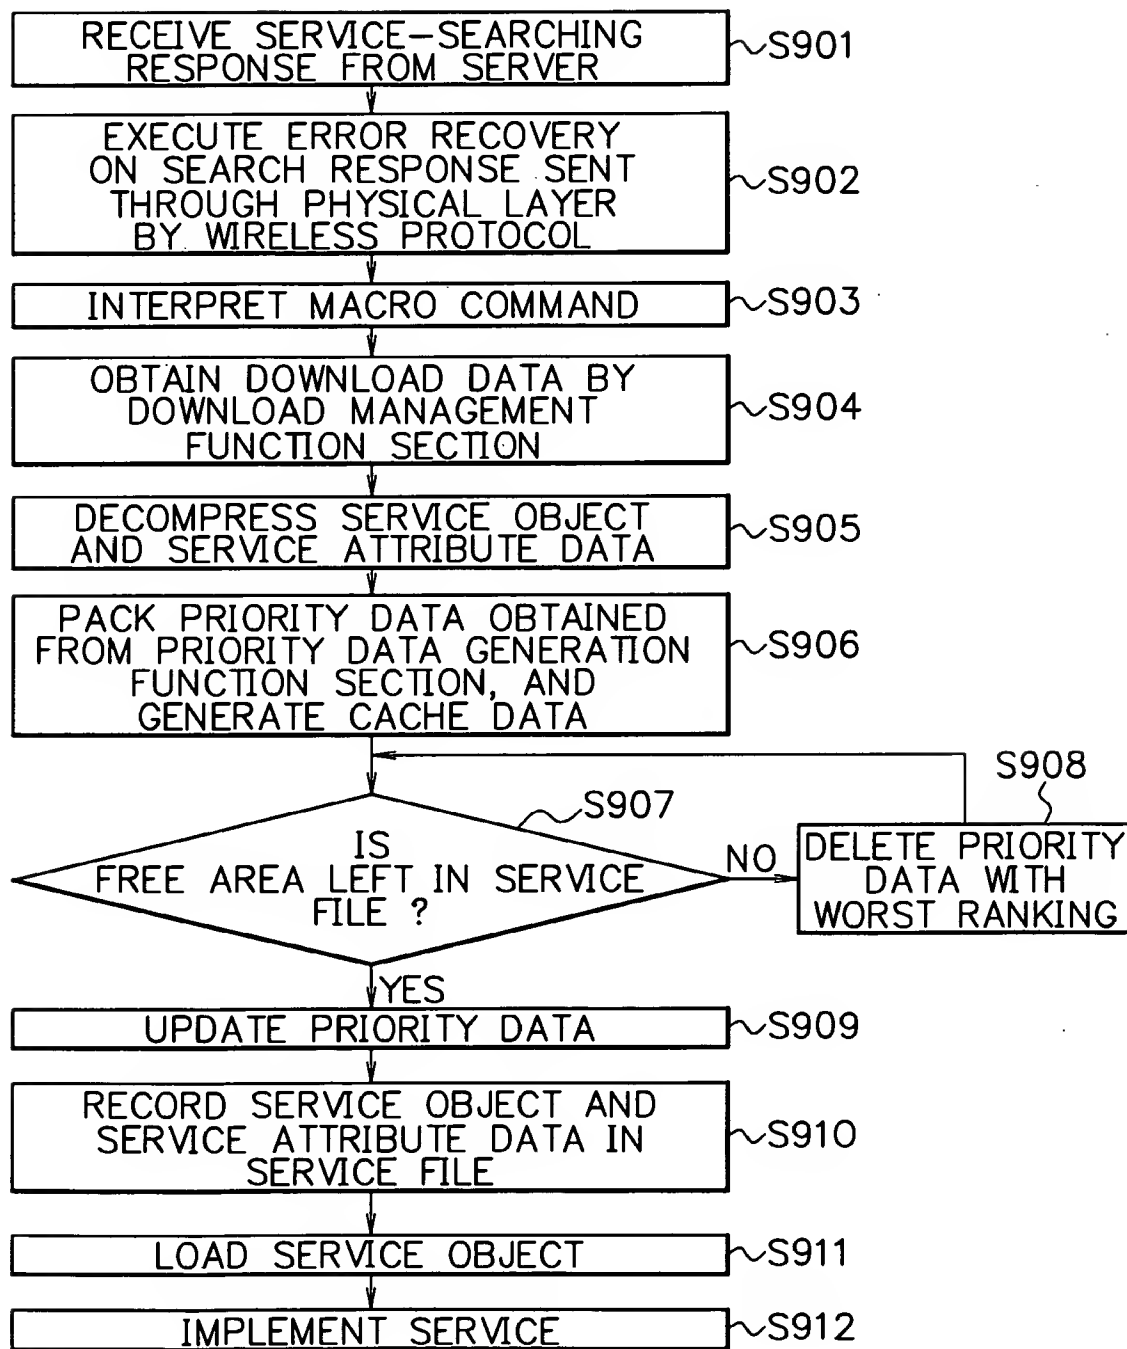 RECEIVE SERVICE-SEARCHING
RESPONSE FROM SERVER
S901
EXECUTE ERROR RECOVERY
ON SEARCH RESPONSE SENT
THROUGH PHYSICAL LAYER
BY WIRELESS PROTOCOL
S902
INTERPRET MACRO COMMAND
S903
OBTAIN DOWNLOAD DATA BY
DOWNLOAD MANAGEMENT
FUNCTION SECTION
S904
DECOMPRESS SERVICE OBJECT
AND SERVICE ATTRIBUTE DATA
S905
PACK PRIORITY DATA OBTAINED
FROM PRIORITY DATA GENERATION
FUNCTION SECTION, AND
GENERATE CACHE DATA
S906
IS
FREE AREA LEFT IN SERVICE
FILE ?
S907
NO
S908
DELETE PRIORITY
DATA WITH
WORST RANKING
YES
UPDATE PRIORITY DATA
S909
RECORD SERVICE OBJECT AND
SERVICE ATTRIBUTE DATA IN
SERVICE FILE
S910
LOAD SERVICE OBJECT
S911
IMPLEMENT SERVICE
S912